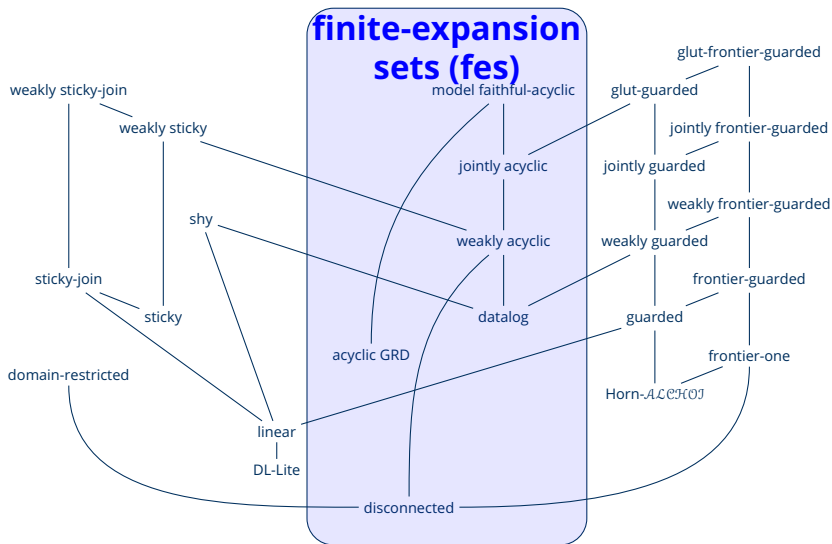 finite-expansion
sets (fes)
glut-frontier-guarded
weakly sticky-join
model faithful-acyclic
glut-guarded
weakly sticky
jointly frontier-guarded
jointly acyclic
jointly guarded
weakly frontier-guarded
shy
weakly acyclic
weakly guarded
sticky-join
frontier-guarded
sticky
datalog
guarded
acyclic GRD
frontier-one
domain-restricted
Horn-𝒜ℒ𝒞ℋ𝒪ℐ
linear
DL-Lite
disconnected